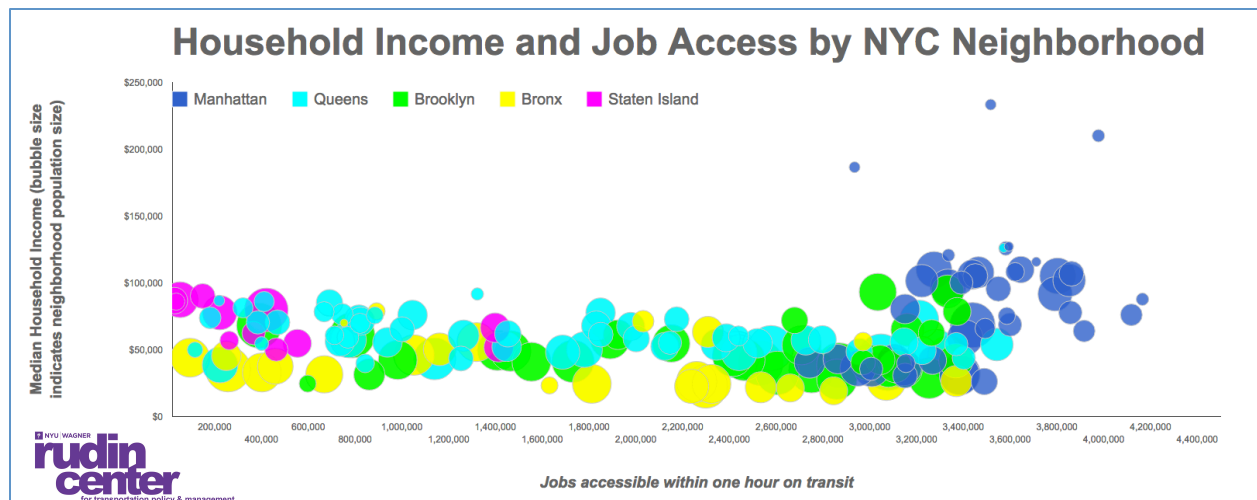 Household Income and Job Access by NYC Neighborhood
Median Household Income (bubble size
indicates neighborhood population size)
$250,000
$200,000
$150,000
$100,000
$50,000
$0
Manhattan
Queens
Brooklyn
Bronx
Staten Island
200,000
400,000
600,000
800,000
1,000,000
1,200,000
1,400,000
1,600,000
1,800,000
2,000,000
2,200,000
2,400,000
2,600,000
2,800,000
3,000,000
3,200,000
3,400,000
3,600,000
3,800,000
4,000,000
4,200,000
4,400,000
Jobs accessible within one hour on transit
NYU WAGNER
rudin
center
for transportation policy & management